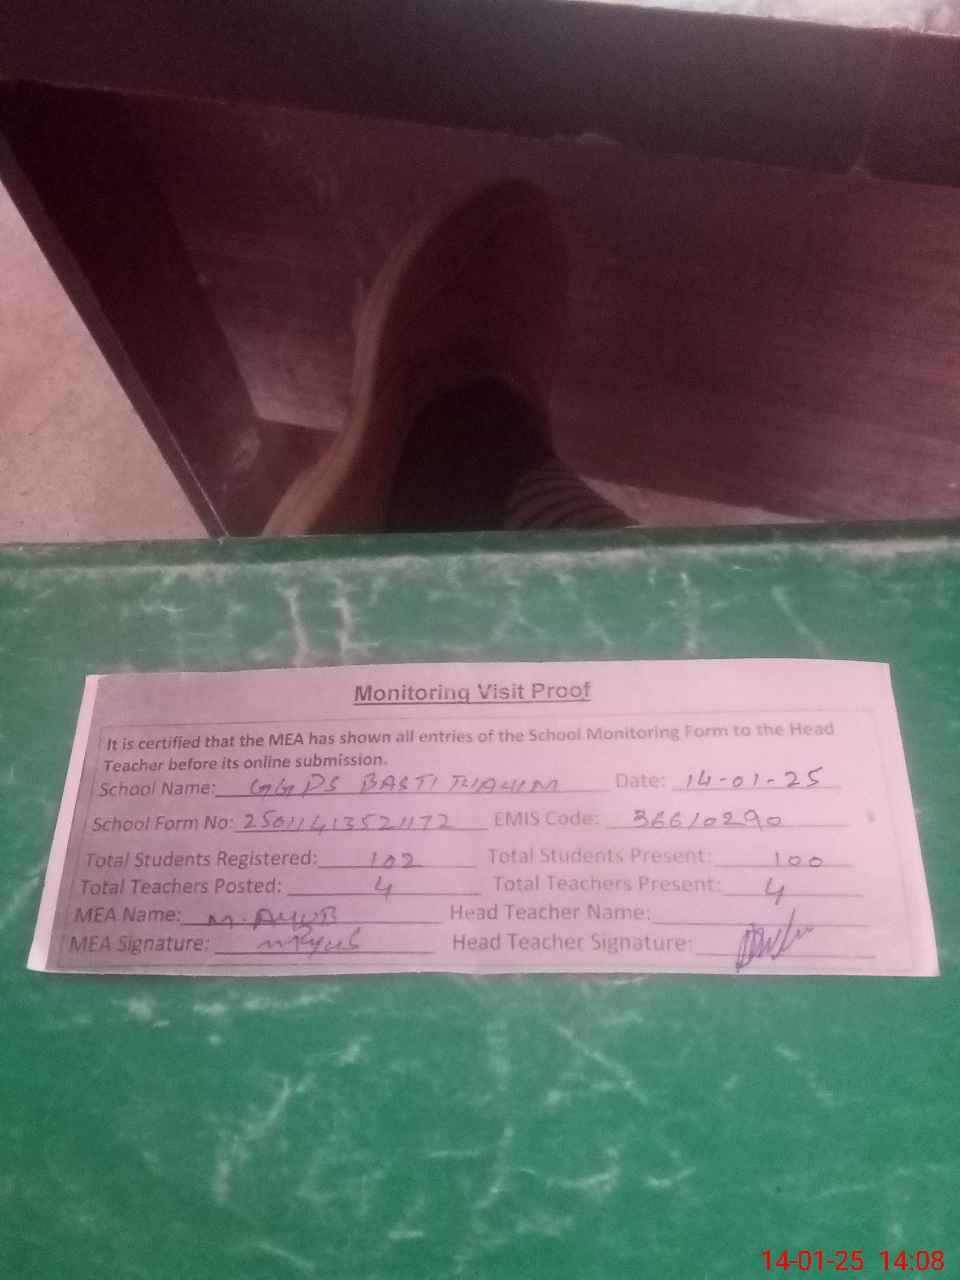 Monitoring Visit Proof
It is certified that the MEA has shown all entries of the School Monitoring Form to the Head
Teacher before its online submission.
School Name: GGPS BASTI THAHIM Date: 14-01-25
School Form No: 25011413521172 EMIS Code: 36610290
Total Students Registered: 102 Total Students Present: 100
Total Teachers Posted: 4 Total Teachers Present: 4
MEA Name: M. AYUB Head Teacher Name:
MEA Signature: Head Teacher Signature:
14-01-25 14:08